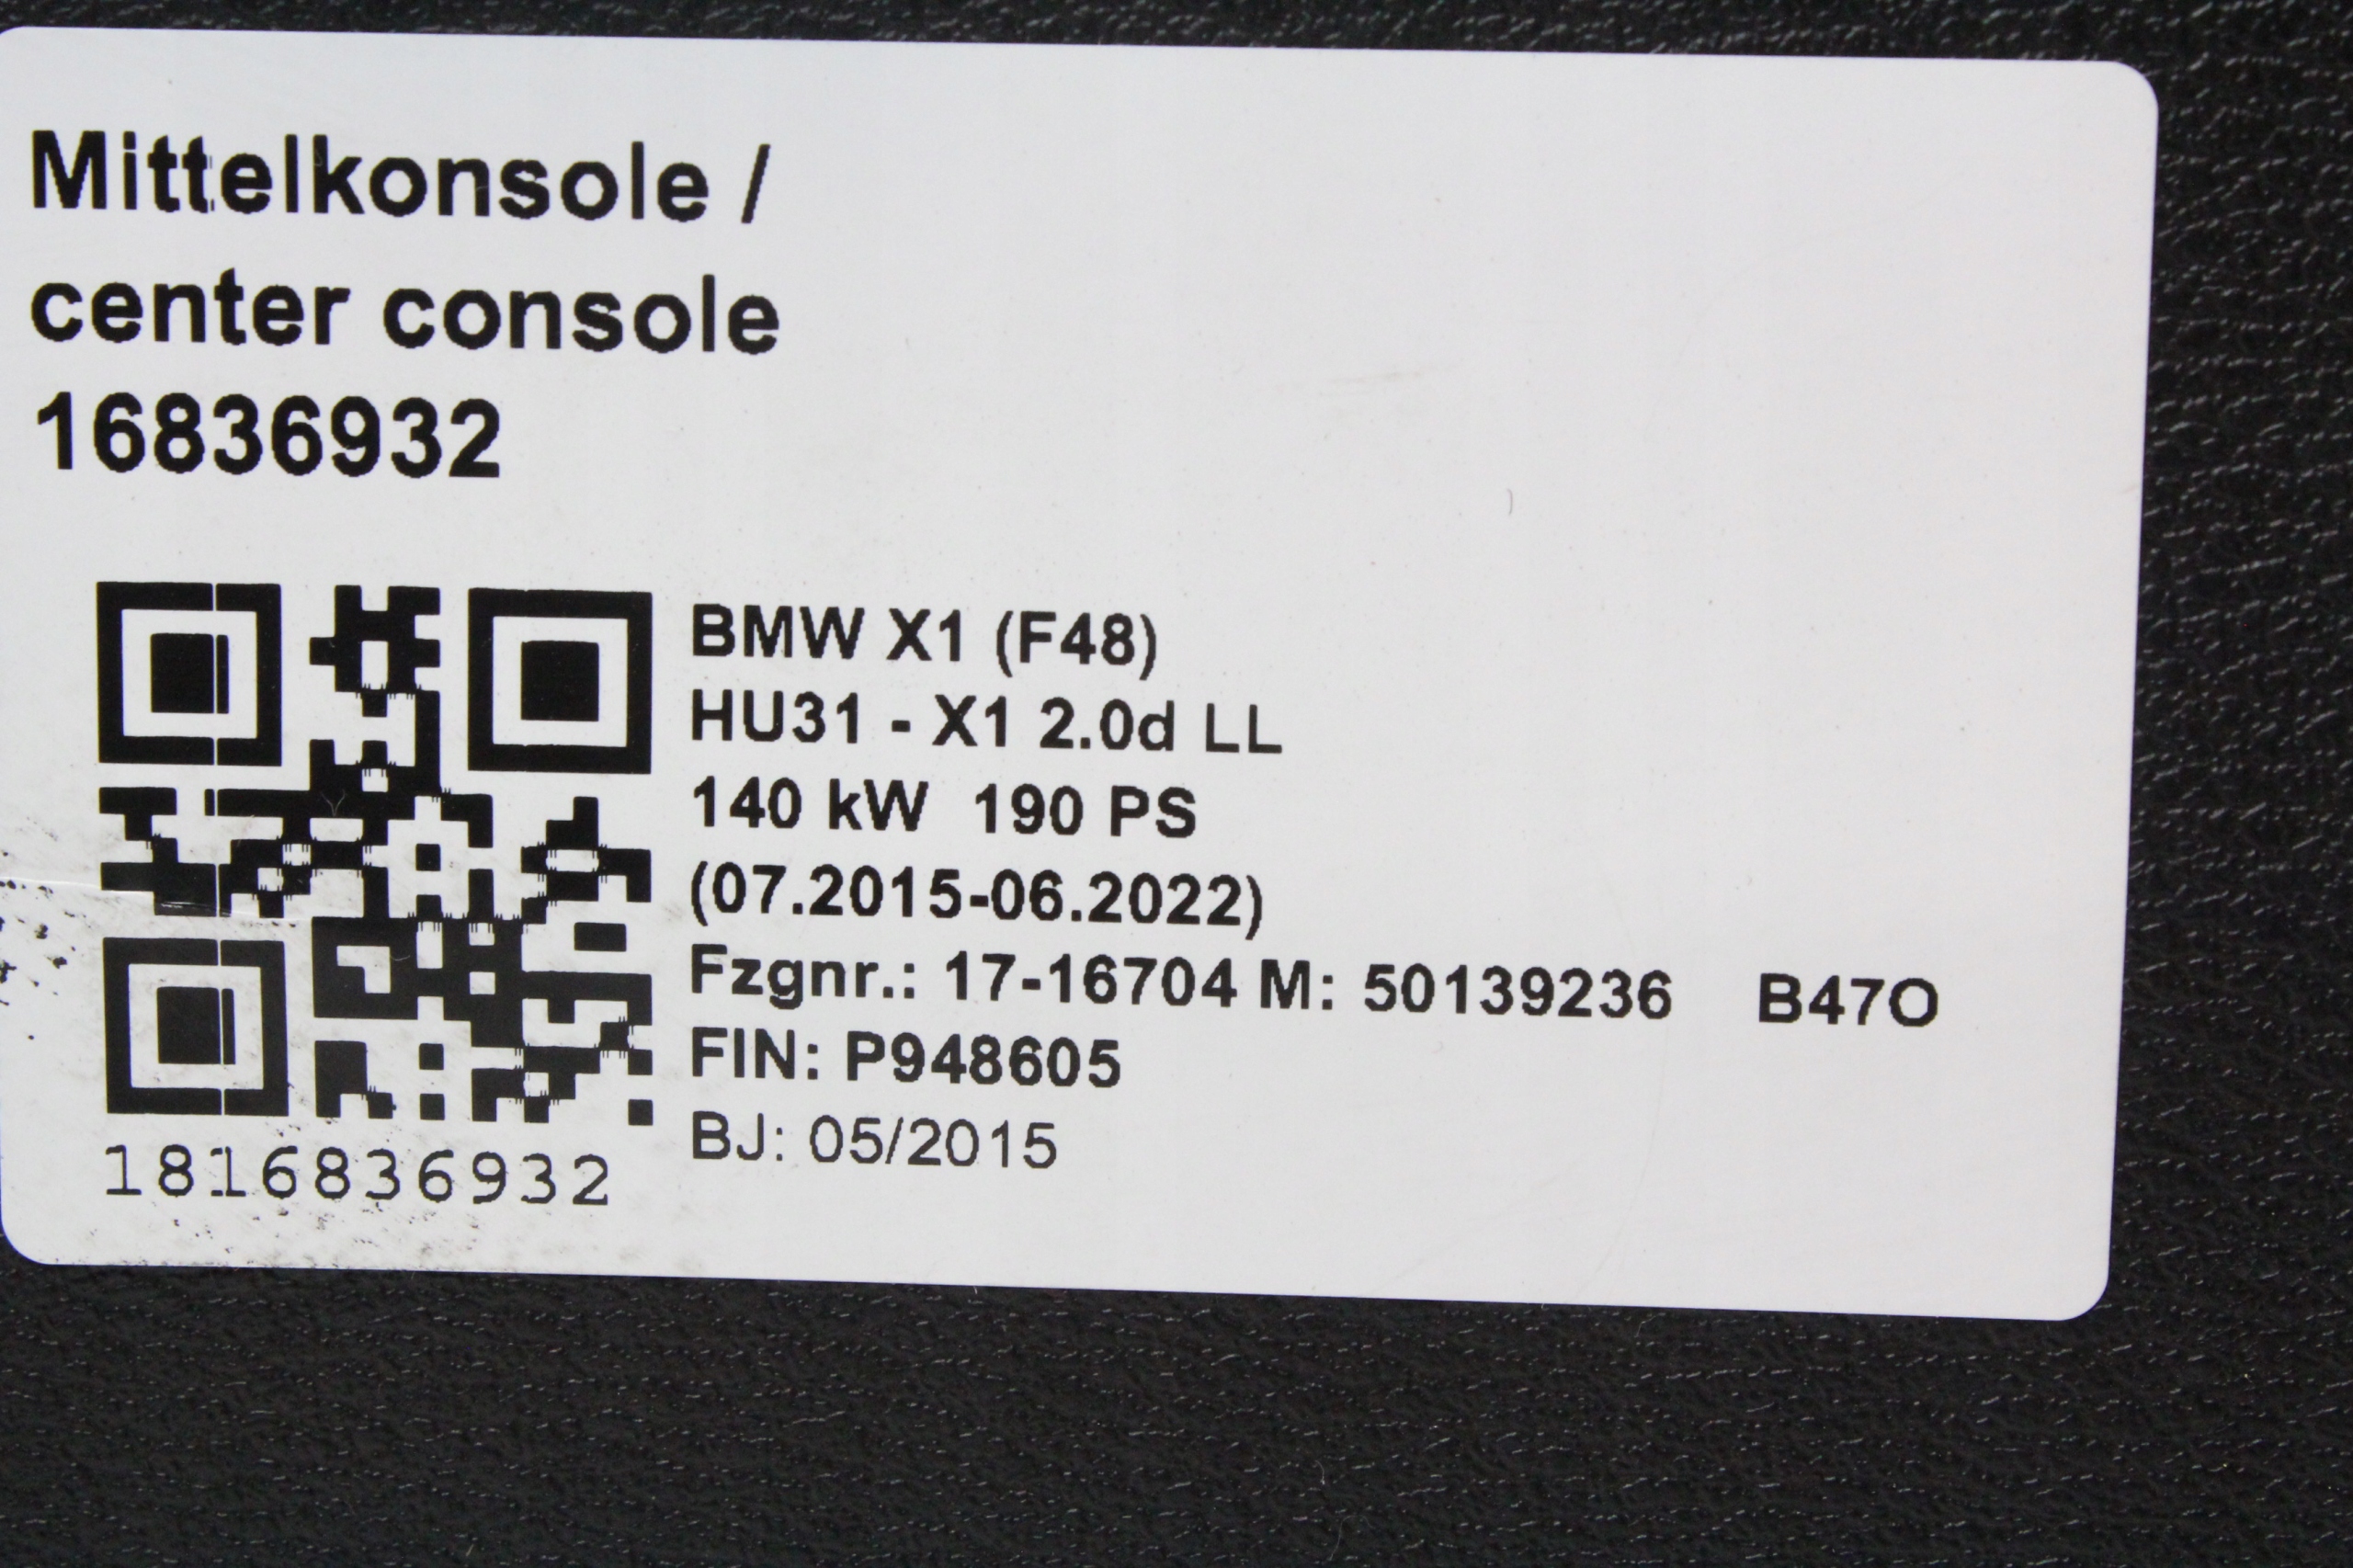 Mittelkonsole /
center console
16836932
BMW X1 (F48)
HU31 - X1 2.0d LL
140 kW 190 PS
(07.2015-06.2022)
Fzgnr.: 17-16704 M: 50139236 B47O
FIN: P948605
BJ: 05/2015
1816836932